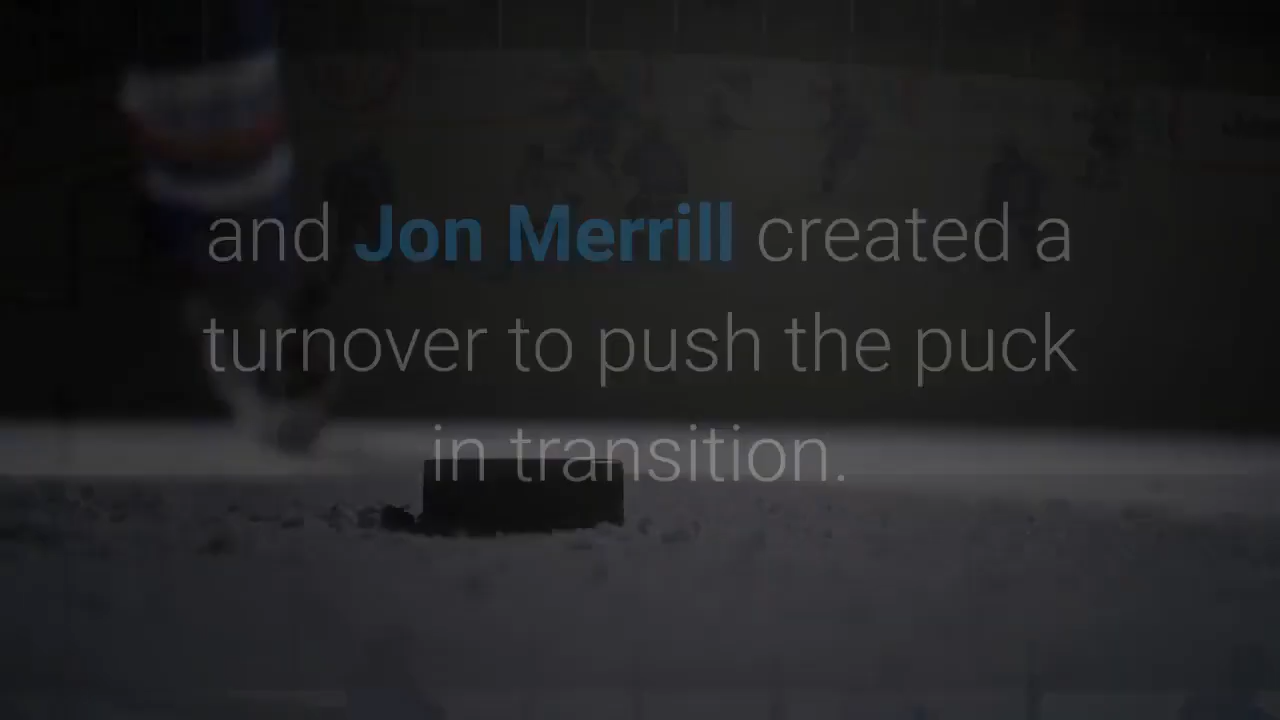 and Jon Merrill created a
turnover to push the puck
in transition.